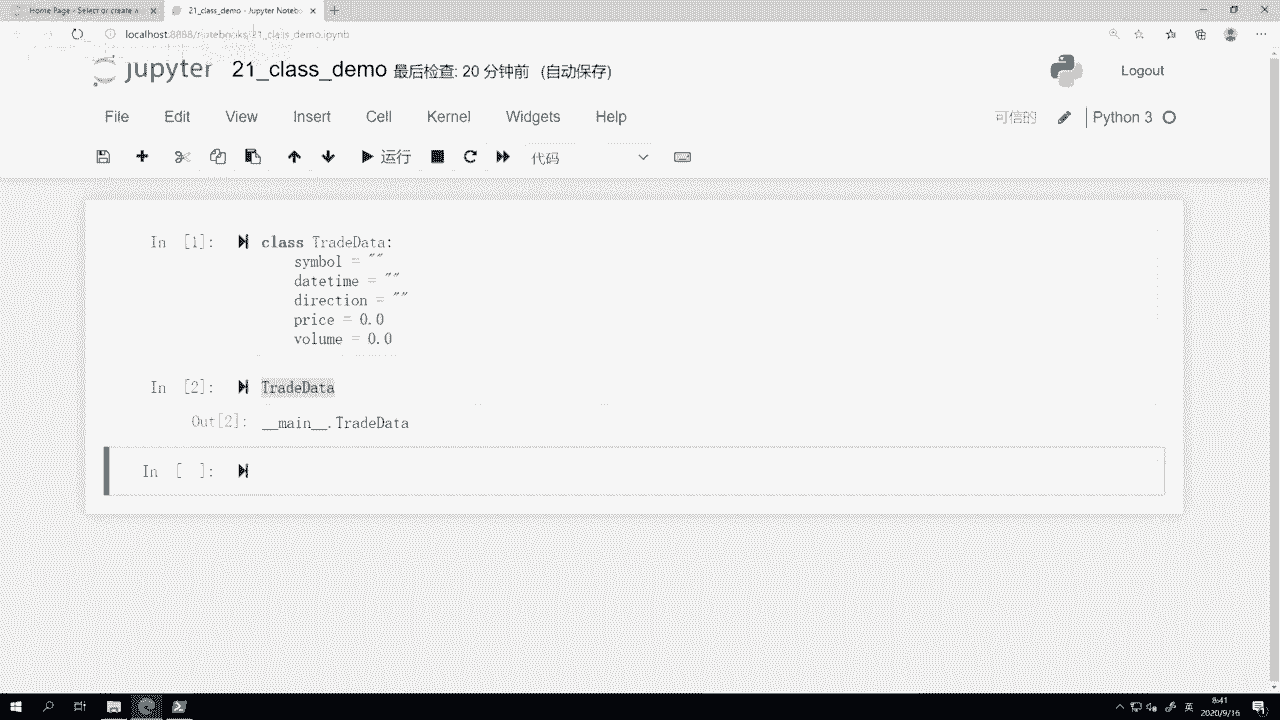 Home Page - Select or create a
21_class_demo - Jupyter Notebo
localhost:8888/notebooks/21_class_demo.ipynb
jupyter 21_class_demo 最后检查: 20 分钟前 (自动保存)
Logout
File Edit View Insert Cell Kernel Widgets Help
可信的
Python 3
运行
代码
In [1]: class TradeData:
symbol = ""
datetime = ""
direction = ""
price = 0.0
volume = 0.0
In [2]: TradeData
Out[2]: __main__.TradeData
In [ ]:
英
8:41
2020/9/16